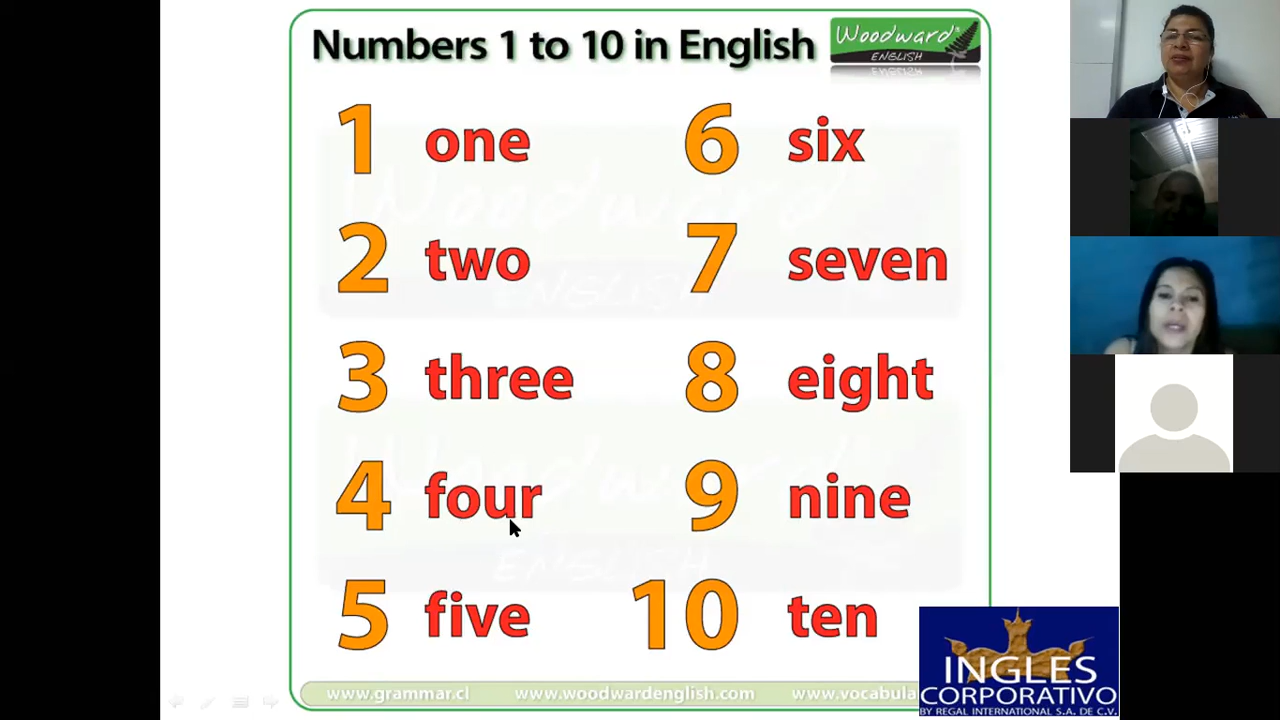 Numbers 1 to 10 in English
Woodward®
ENGLISH
1 one
2 two
3 three
4 four
5 five
6 six
7 seven
8 eight
9 nine
10 ten
www.grammar.cl www.woodwardenglish.com
INGLES
CORPORATIVO
BY REGAL INTERNATIONAL S.A. DE C.V.